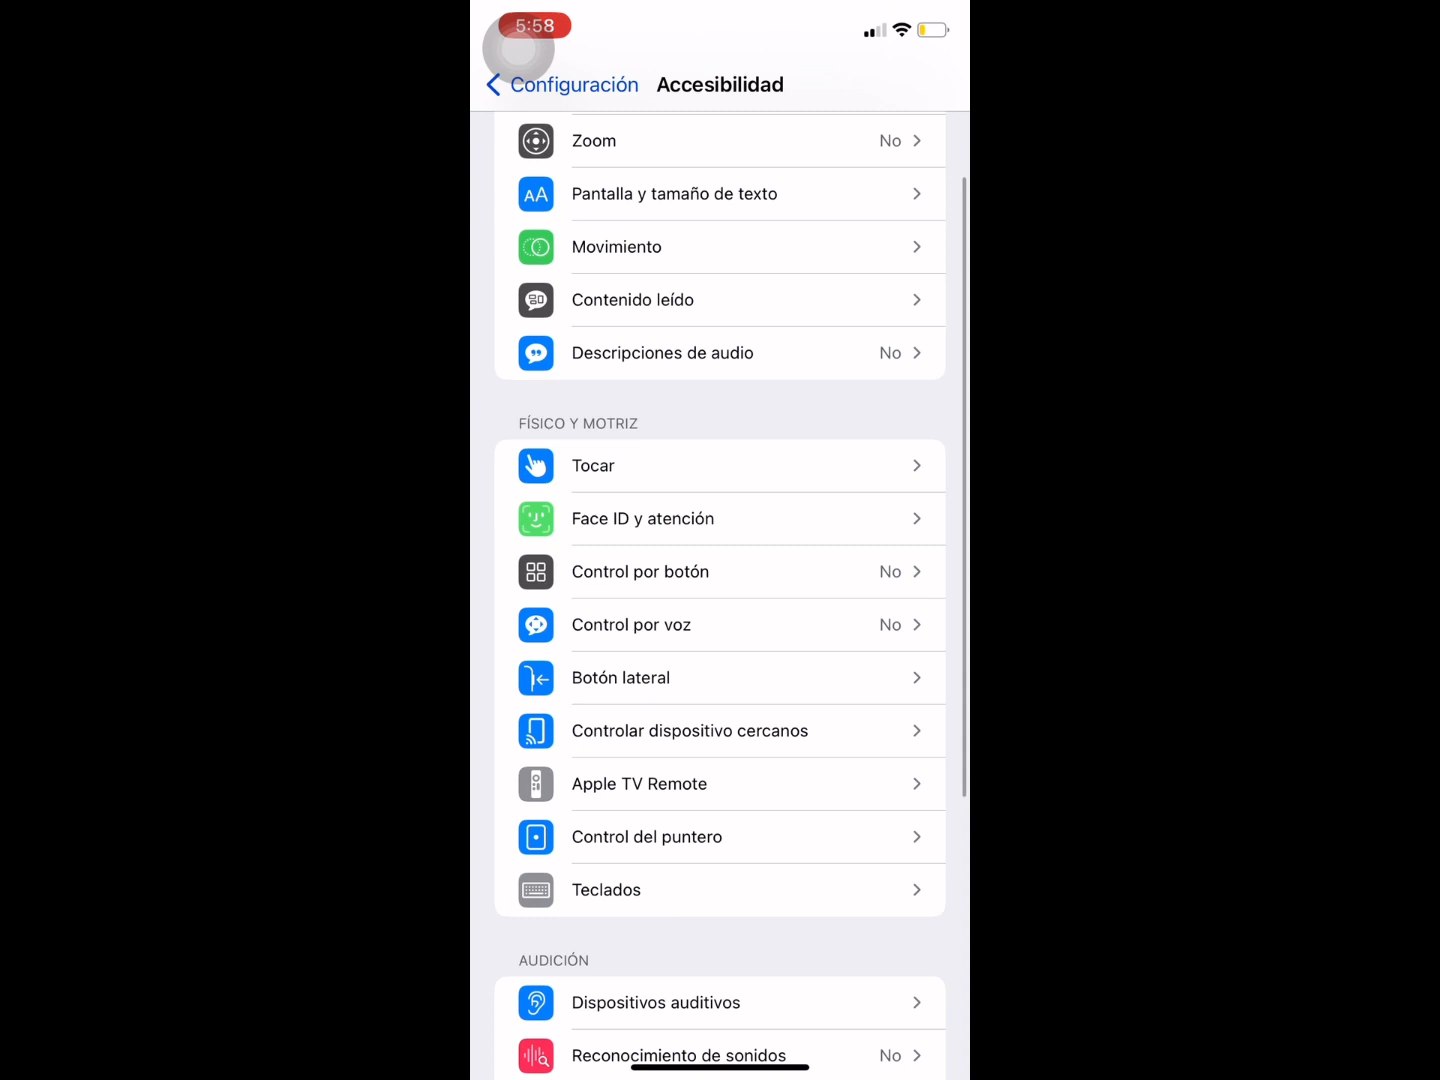 5:58
Configuración Accesibilidad
Zoom No
Pantalla y tamaño de texto
Movimiento
Contenido leído
Descripciones de audio No
FÍSICO Y MOTRIZ
Tocar
Face ID y atención
Control por botón No
Control por voz No
Botón lateral
Controlar dispositivo cercanos
Apple TV Remote
Control del puntero
Teclados
AUDICIÓN
Dispositivos auditivos
Reconocimiento de sonidos No